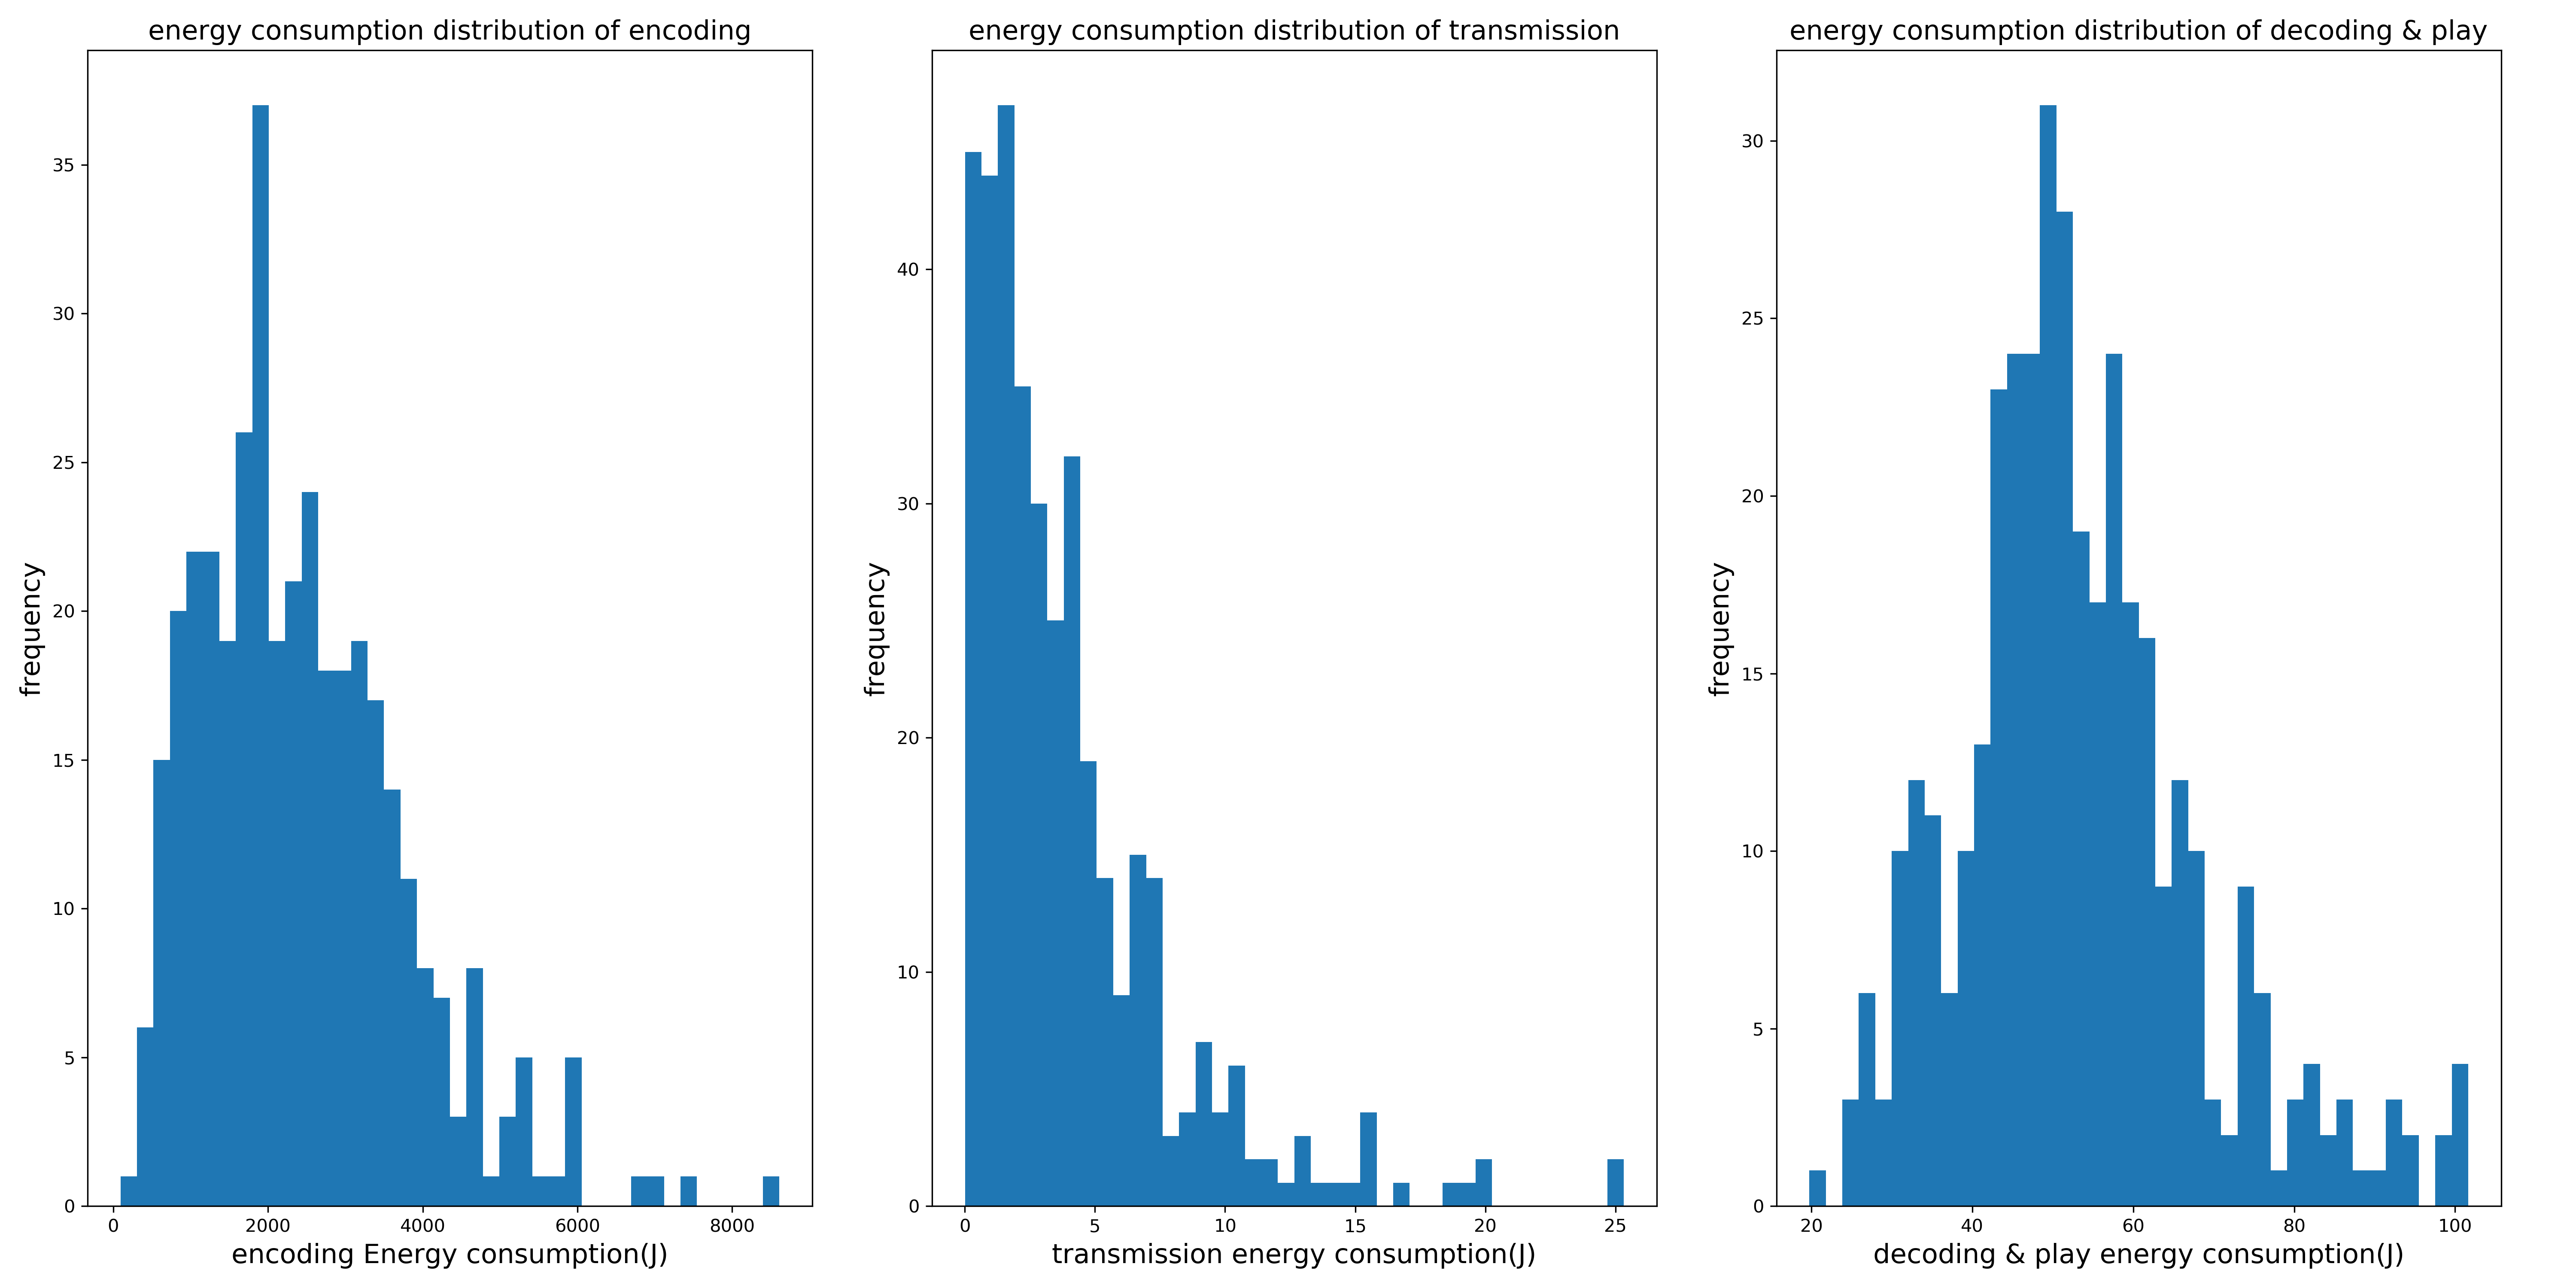 energy consumption distribution of encoding
35
30
25
20
15
10
5
0
frequency
0 2000 4000 6000 8000
encoding Energy consumption(J)
energy consumption distribution of transmission
40
30
20
10
0
frequency
0 5 10 15 20 25
transmission energy consumption(J)
energy consumption distribution of decoding & play
30
25
20
15
10
5
0
frequency
20 40 60 80 100
decoding & play energy consumption(J)